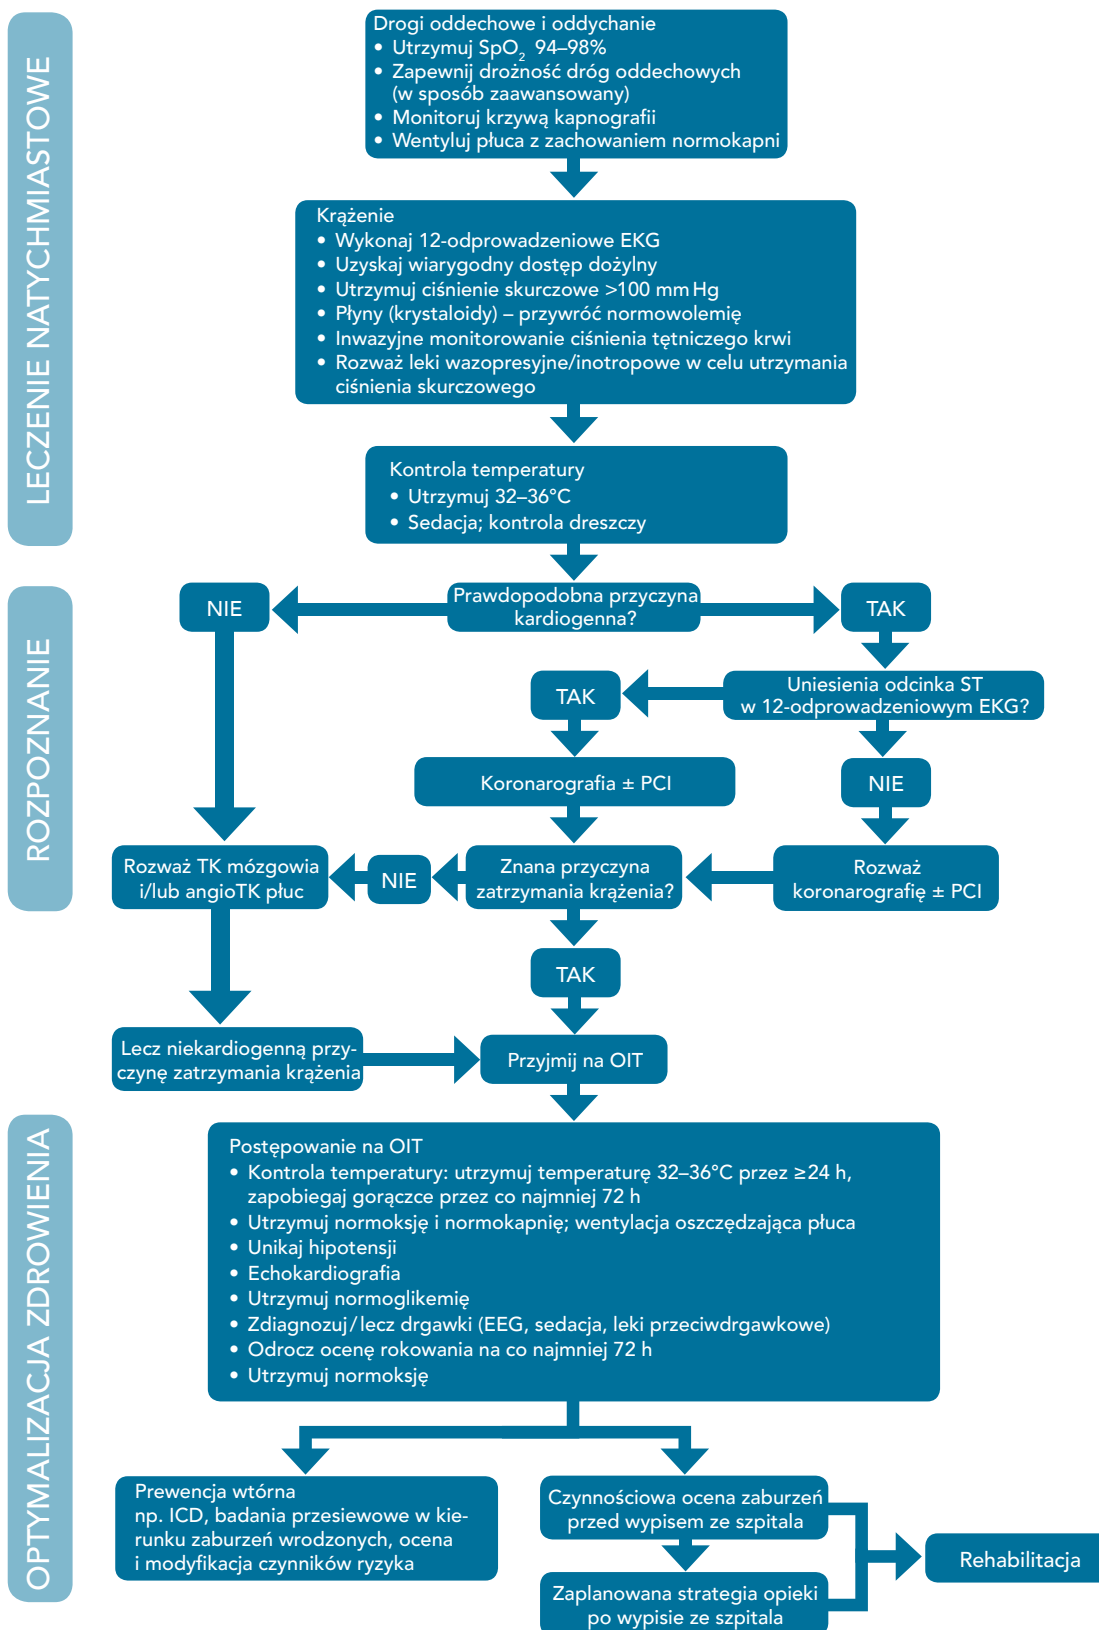 LECZENIE NATYCHMIASTOWE
Drogi oddechowe i oddychanie
• Utrzymuj SpO2 94–98%
• Zapewnij drożność dróg oddechowych
(w sposób zaawansowany)
• Monitoruj krzywą kapnografii
• Wentyluj płuca z zachowaniem normokapni
Krążenie
• Wykonaj 12-odprowadzeniowe EKG
• Uzyskaj wiarygodny dostęp dożylny
• Utrzymuj ciśnienie skurczowe >100 mm Hg
• Płyny (krystaloidy) – przywróć normowolemię
• Inwazyjne monitorowanie ciśnienia tętniczego krwi
• Rozważ leki wazopresyjne/inotropowe w celu utrzymania
ciśnienia skurczowego
Kontrola temperatury
• Utrzymuj 32–36°C
• Sedacja; kontrola dreszczy
ROZPOZNANIE
Prawdopodobna przyczyna
kardiogenna?
NIE
TAK
Uniesienia odcinka ST
w 12-odprowadzeniowym EKG?
TAK
NIE
Koronarografia ± PCI
Rozważ
koronarografię ± PCI
Znana przyczyna
zatrzymania krążenia?
NIE
Rozważ TK mózgowia
i/lub angioTK płuc
TAK
Lecz niekardiogenną przy-
czynę zatrzymania krążenia
Przyjmij na OIT
OPTYMALIZACJA ZDROWIENIA
Postępowanie na OIT
• Kontrola temperatury: utrzymuj temperaturę 32–36°C przez ≥24 h,
zapobiegaj gorączce przez co najmniej 72 h
• Utrzymuj normoksję i normokapnię; wentylacja oszczędzająca płuca
• Unikaj hipotensji
• Echokardiografia
• Utrzymuj normoglikemię
• Zdiagnozuj/lecz drgawki (EEG, sedacja, leki przeciwdrgawkowe)
• Odrocz ocenę rokowania na co najmniej 72 h
• Utrzymuj normoksję
Prewencja wtórna
np. ICD, badania przesiewowe w kie-
runku zaburzeń wrodzonych, ocena
i modyfikacja czynników ryzyka
Czynnościowa ocena zaburzeń
przed wypisem ze szpitala
Zaplanowana strategia opieki
po wypisie ze szpitala
Rehabilitacja